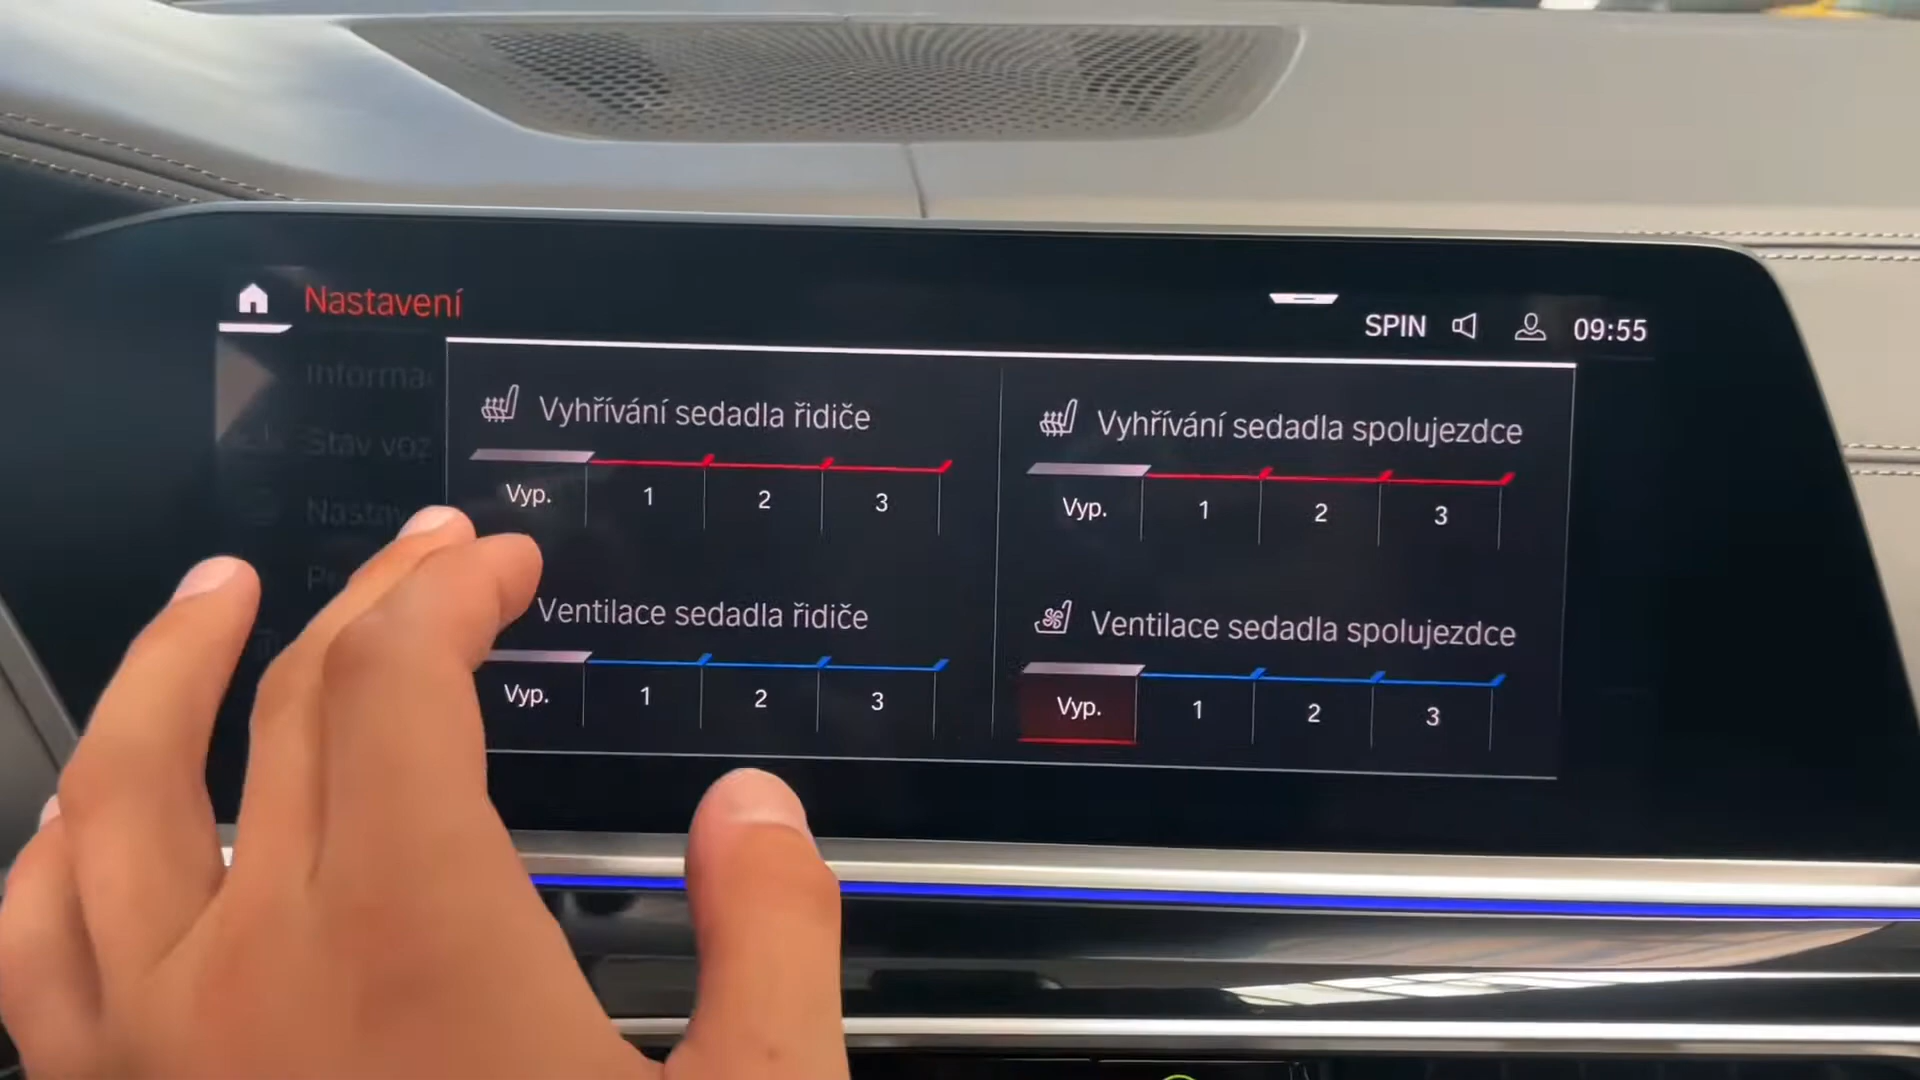 Nastavení
SPIN 09:55
Informa
Stav voz
Vyhřívání sedadla řidiče
Vyp. 1 2 3
Vyhřívání sedadla spolujezdce
Vyp. 1 2 3
Ventilace sedadla řidiče
Vyp. 1 2 3
Ventilace sedadla spolujezdce
Vyp. 1 2 3